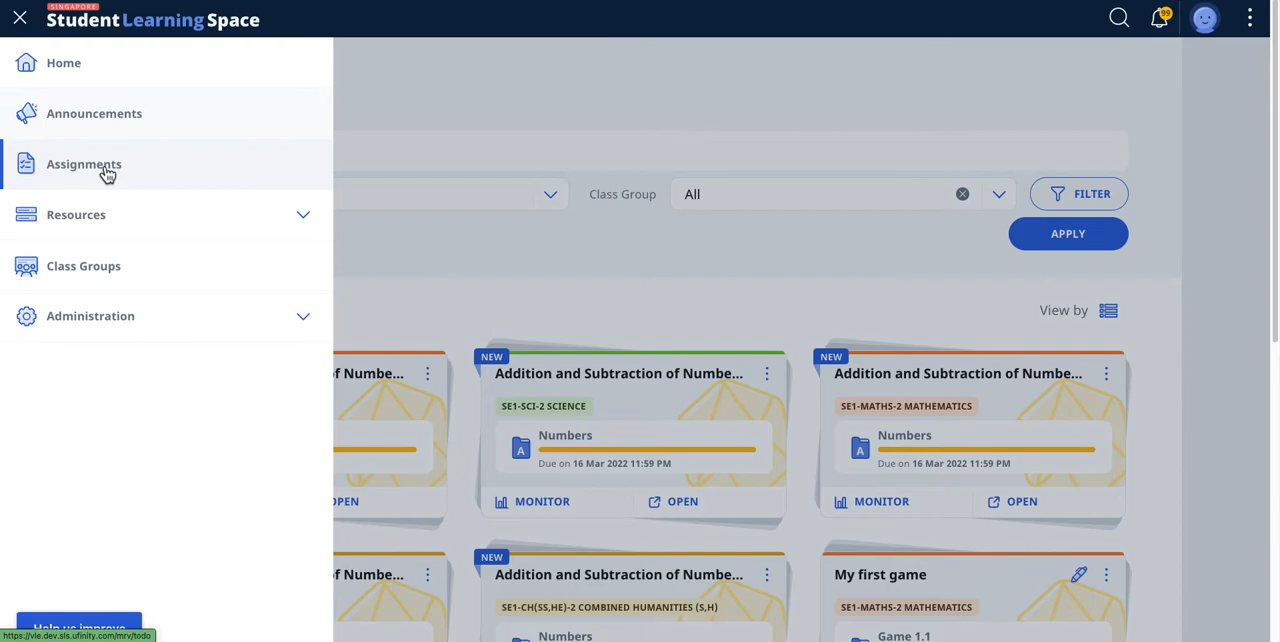 SINGAPORE
Student Learning Space
99
Home
Announcements
Assignments
Resources
Class Groups
Administration
Class Group
All
FILTER
APPLY
View by
of Numbe...
OPEN
NEW
Addition and Subtraction of Numbe...
SE1-SCI-2 SCIENCE
A
Numbers
Due on 16 Mar 2022 11:59 PM
MONITOR
OPEN
NEW
Addition and Subtraction of Numbe...
SE1-MATHS-2 MATHEMATICS
A
Numbers
Due on 16 Mar 2022 11:59 PM
MONITOR
OPEN
of Numbe...
NEW
Addition and Subtraction of Numbe...
SE1-CH(SS,HE)-2 COMBINED HUMANITIES (S,H)
Numbers
My first game
SE1-MATHS-2 MATHEMATICS
Game 1.1
Help us improve
https://vle.dev.sls.ufinity.com/mrv/todo